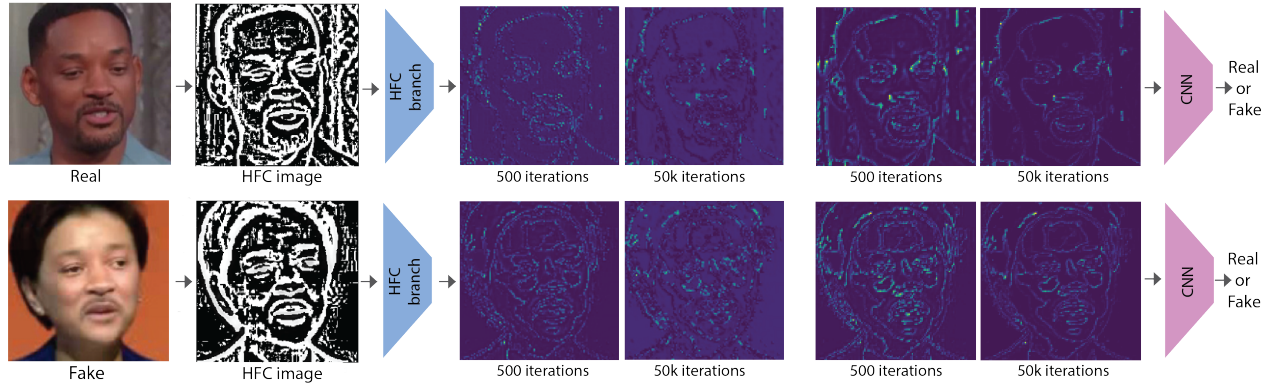 Real
HFC image
HFC
branch
500 iterations
50k iterations
500 iterations
50k iterations
CNN
Real
or
Fake
Fake
HFC image
HFC
branch
500 iterations
50k iterations
500 iterations
50k iterations
CNN
Real
or
Fake